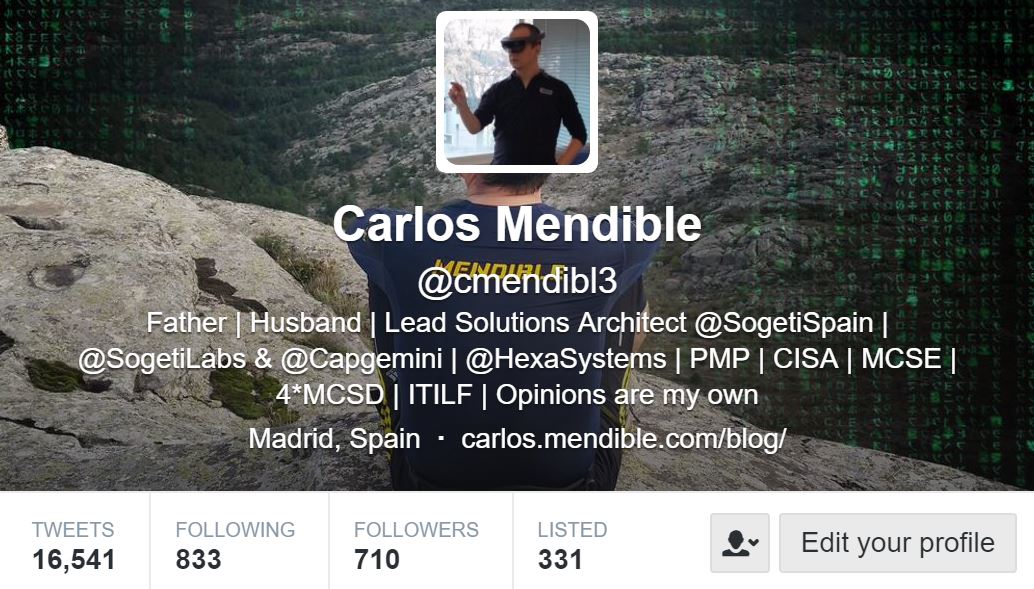 Carlos Mendible
MENDIBLE
@cmendibl3
Father | Husband | Lead Solutions Architect @SogetiSpain |
@SogetiLabs & @Capgemini | @HexaSystems | PMP | CISA | MCSE |
4*MCSD | ITILF | Opinions are my own
Madrid, Spain · carlos.mendible.com/blog/
TWEETS FOLLOWING FOLLOWERS LISTED
16,541 833 710 331
Edit your profile